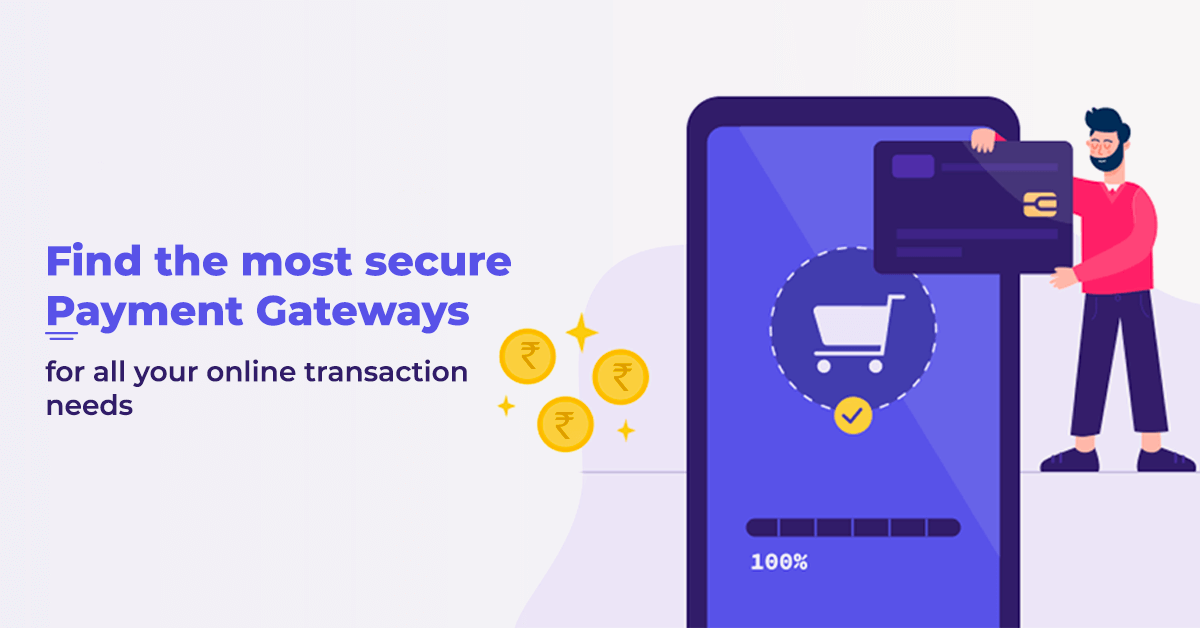 Find the most secure
Payment Gateways
for all your online transaction
needs
₹
₹
₹
100%